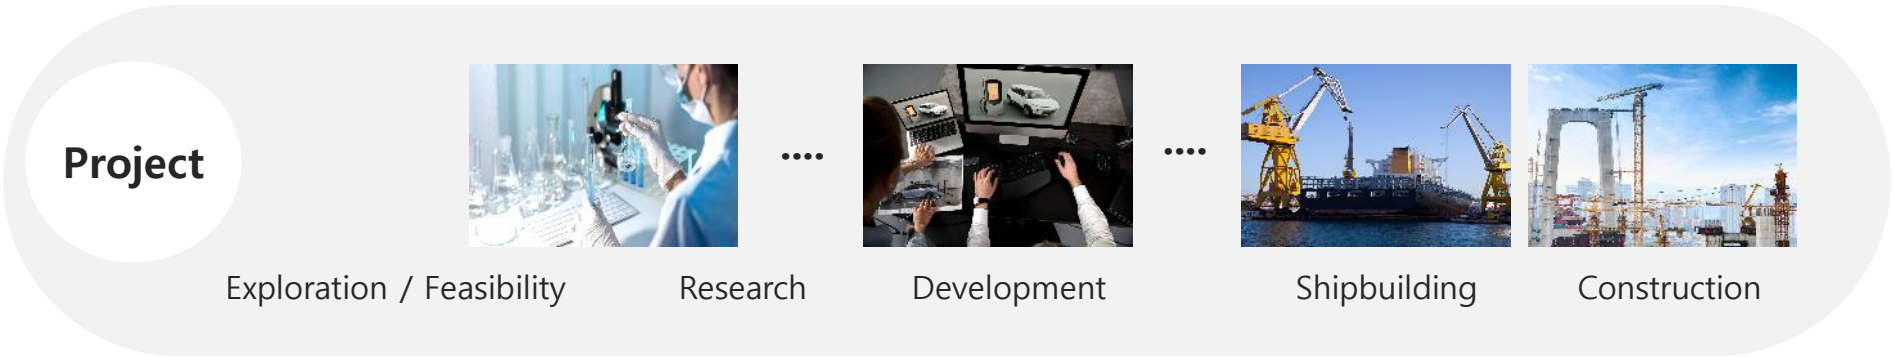 Project
....
....
Exploration / Feasibility
Research
Development
Shipbuilding
Construction